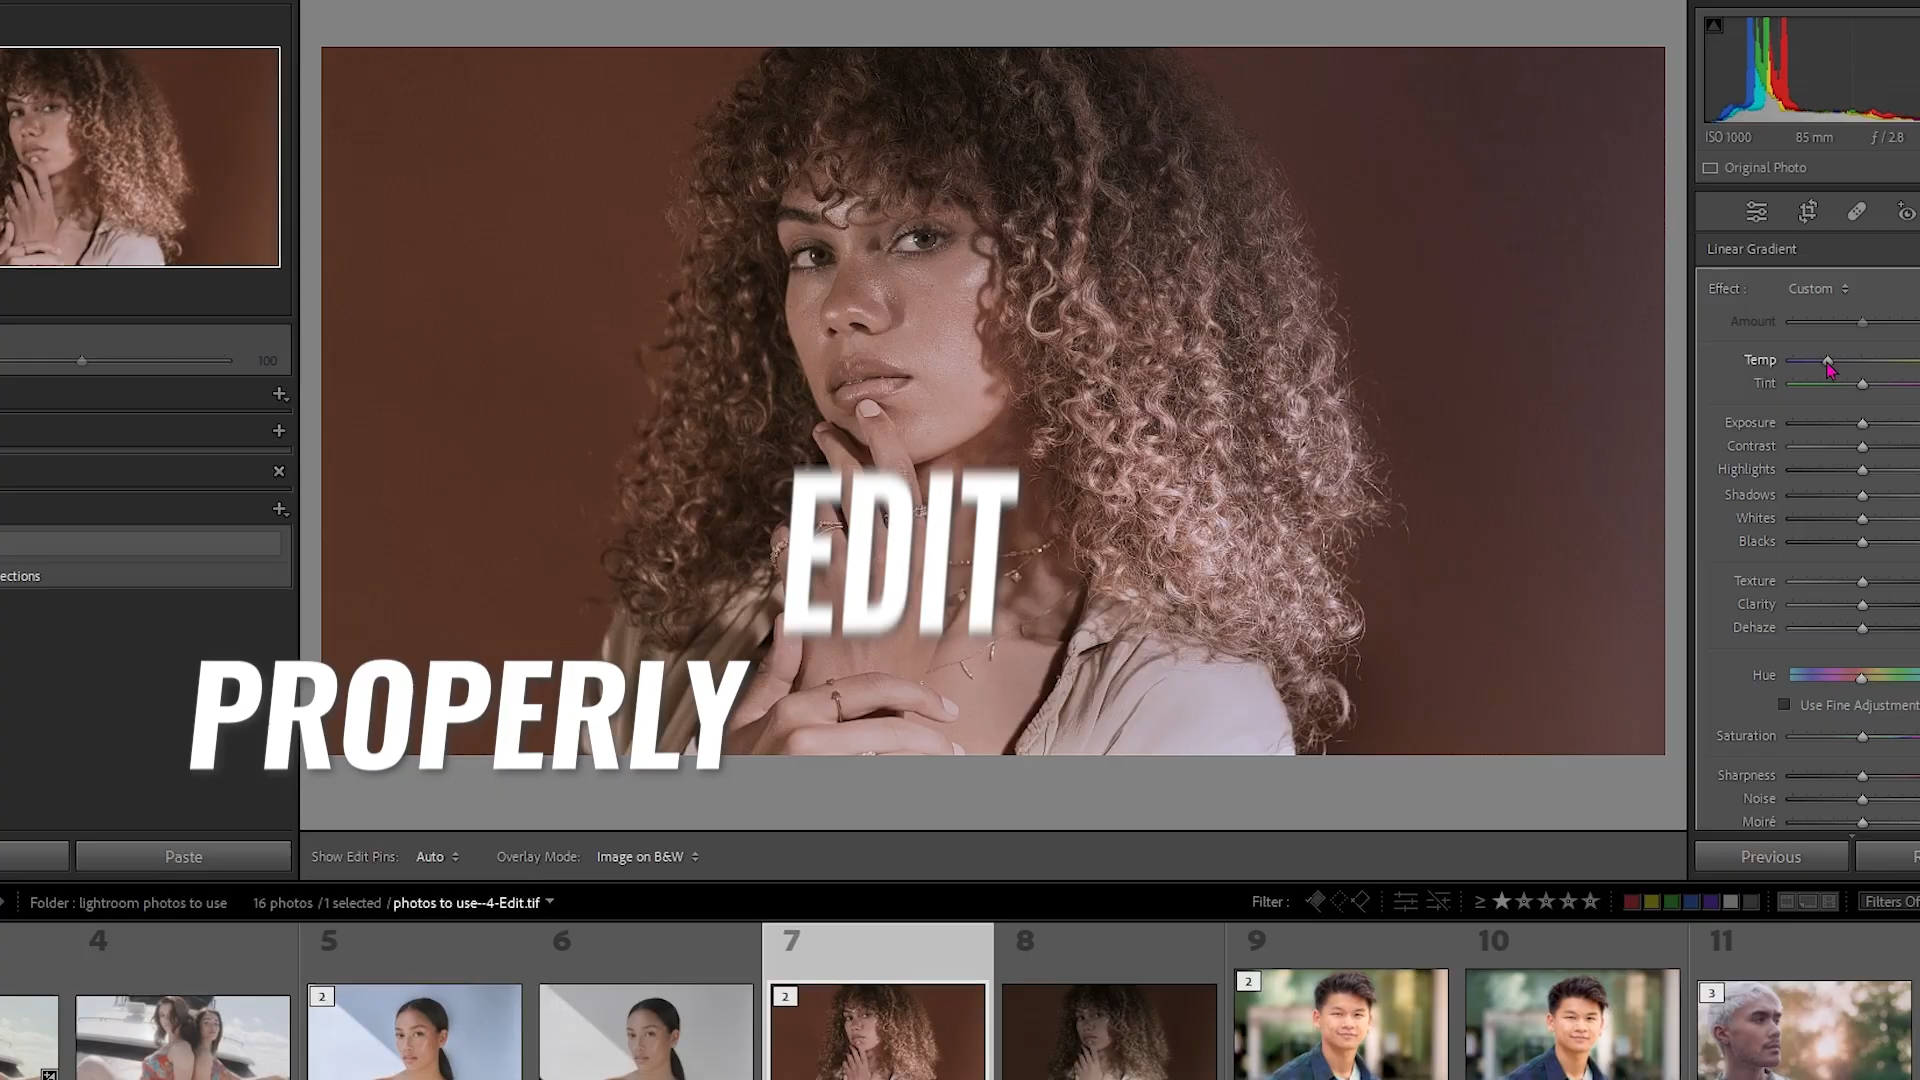 EDIT
PROPERLY
100
ections
Paste
ISO 1000 85 mm ƒ / 2.8
Original Photo
Linear Gradient
Effect : Custom
Amount
Temp
Tint
Exposure
Contrast
Highlights
Shadows
Whites
Blacks
Texture
Clarity
Dehaze
Hue
Use Fine Adjustment
Saturation
Sharpness
Noise
Moiré
Previous
R
Show Edit Pins: Auto Overlay Mode: Image on B&W
Folder : lightroom photos to use 16 photos / 1 selected / photos to use--4-Edit.tif Filter : ≥ Filters Of
4 5 6 7 8 9 10 11
2 2 2 3